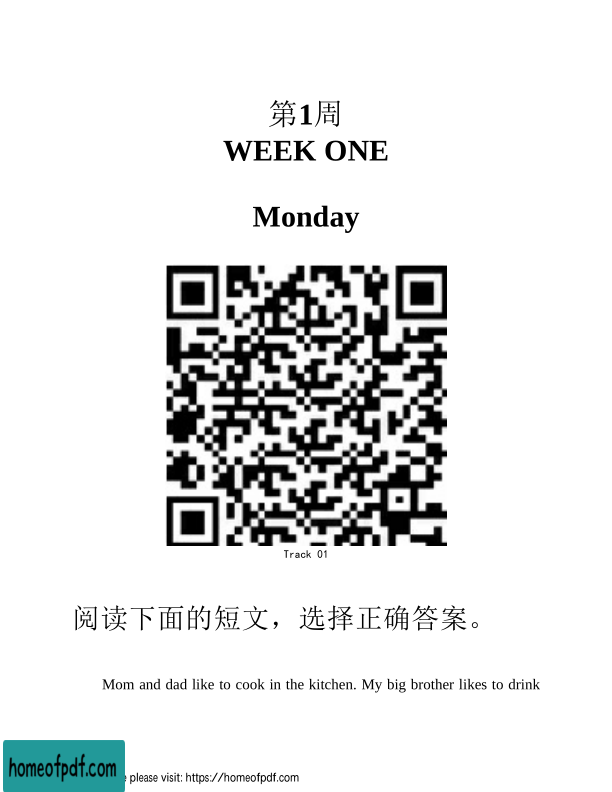 第1周
WEEK ONE
Monday
Track 01
阅读下面的短文，选择正确答案。
Mom and dad like to cook in the kitchen. My big brother likes to drink
homeofpdf.com
please visit: https://homeofpdf.com